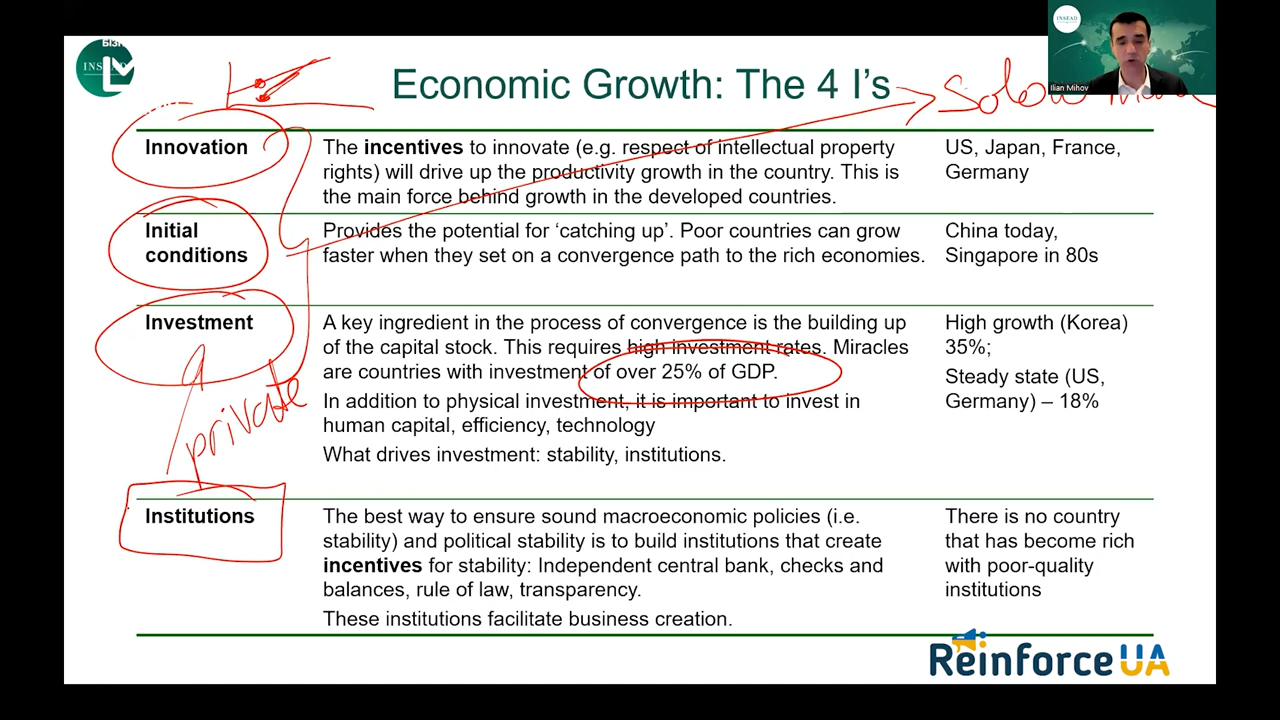 INSEAD
Ilian Mihov
БІЗН
INSEAD
Economic Growth: The 4 I's
Solow
Innovation
The incentives to innovate (e.g. respect of intellectual property
rights) will drive up the productivity growth in the country. This is
the main force behind growth in the developed countries.
US, Japan, France,
Germany
Initial
conditions
Provides the potential for ‘catching up’. Poor countries can grow
faster when they set on a convergence path to the rich economies.
China today,
Singapore in 80s
Investment
A key ingredient in the process of convergence is the building up
of the capital stock. This requires high investment rates. Miracles
are countries with investment of over 25% of GDP.
In addition to physical investment, it is important to invest in
human capital, efficiency, technology
What drives investment: stability, institutions.
High growth (Korea)
35%;
Steady state (US,
Germany) – 18%
private
Institutions
The best way to ensure sound macroeconomic policies (i.e.
stability) and political stability is to build institutions that create
incentives for stability: Independent central bank, checks and
balances, rule of law, transparency.
These institutions facilitate business creation.
There is no country
that has become rich
with poor-quality
institutions
Reinforce UA